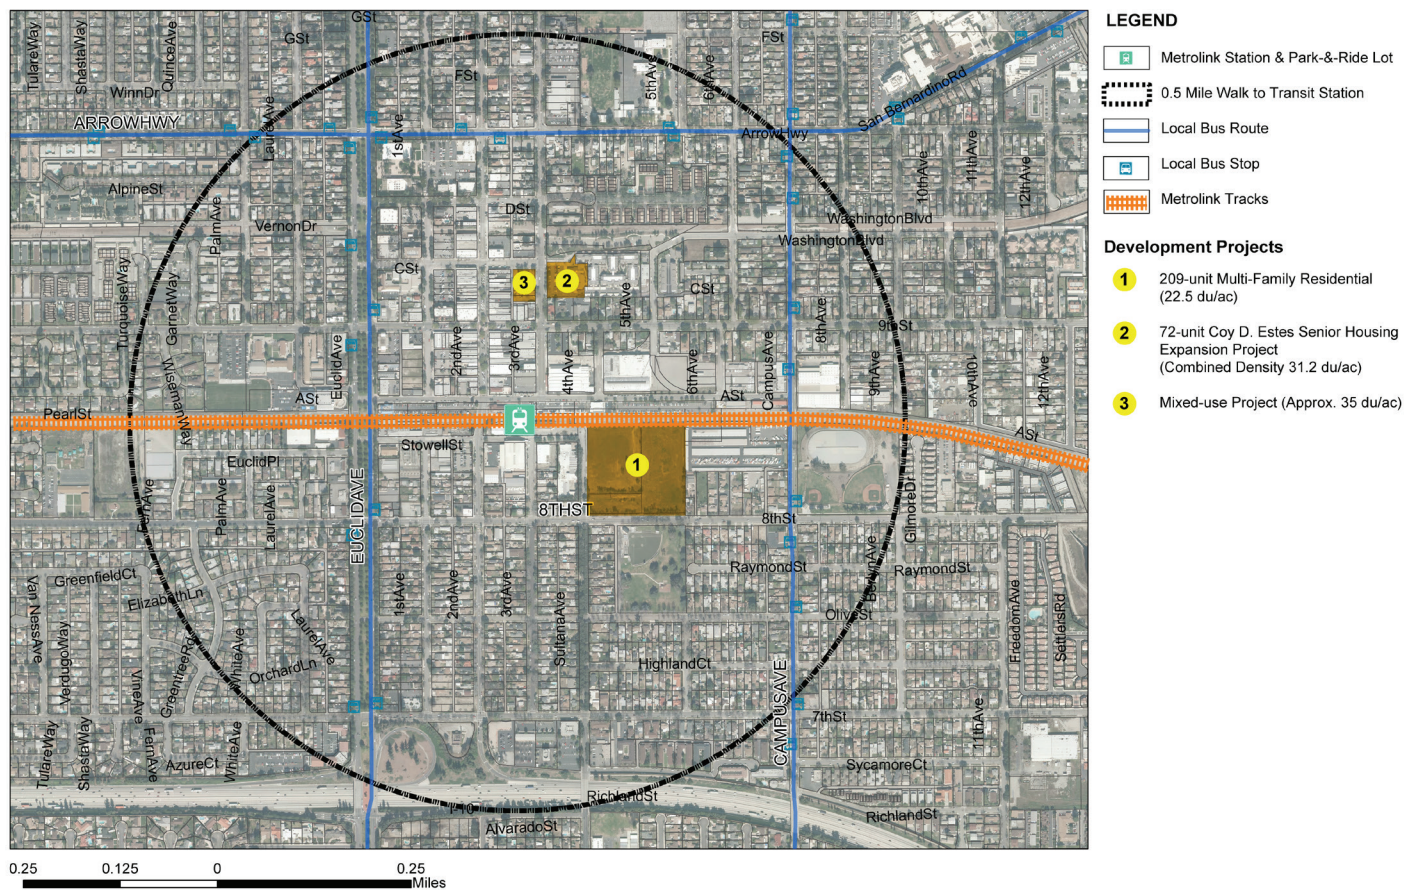 GSt
GSt
FSt
FSt
TulareWay
ShastaWay
QuinceAve
WinnDr
5thAve
6thAve
San BernardinoRd
ARROWHWY
LaurelAve
1stAve
ArrowHwy
10thAve
11thAve
12thAve
AlpineSt
PalmAve
VernonDr
DSt
WashingtonBlvd
WashingtonBlvd
TurquoiseWay
GarnetWay
CSt
3
2
5thAve
CSt
8thAve
9thSt
EuclidAve
2ndAve
3rdAve
4thAve
6thAve
CampusAve
9thAve
10thAve
12thAve
WisemanWay
ASt
ASt
PearlSt
ASt
StowellSt
EuclidPl
1
FernAve
PalmAve
LaurelAve
EUCLIDAVE
8THST
8thSt
GilmoreDr
GreenfieldCt
ElizabethLn
Van NessAve
VerdugoWay
1stAve
2ndAve
3rdAve
SultanaAve
RaymondSt
BerlynAve
RaymondSt
OliveSt
FreedomAve
SettlersRd
LaurelAve
WhiteAve
OrchardLn
GreentreeRd
VineAve
HighlandCt
CAMPUSAVE
7thSt
11thAve
TulareWay
ShastaWay
FernAve
AzureCt
WhiteAve
SycamoreCt
I-10
RichlandSt
RichlandSt
AlvaradoSt
0.25
0.125
0
0.25
Miles
LEGEND
Metrolink Station & Park-&-Ride Lot
0.5 Mile Walk to Transit Station
Local Bus Route
Local Bus Stop
Metrolink Tracks
Development Projects
1
209-unit Multi-Family Residential
(22.5 du/ac)
2
72-unit Coy D. Estes Senior Housing
Expansion Project
(Combined Density 31.2 du/ac)
3
Mixed-use Project (Approx. 35 du/ac)